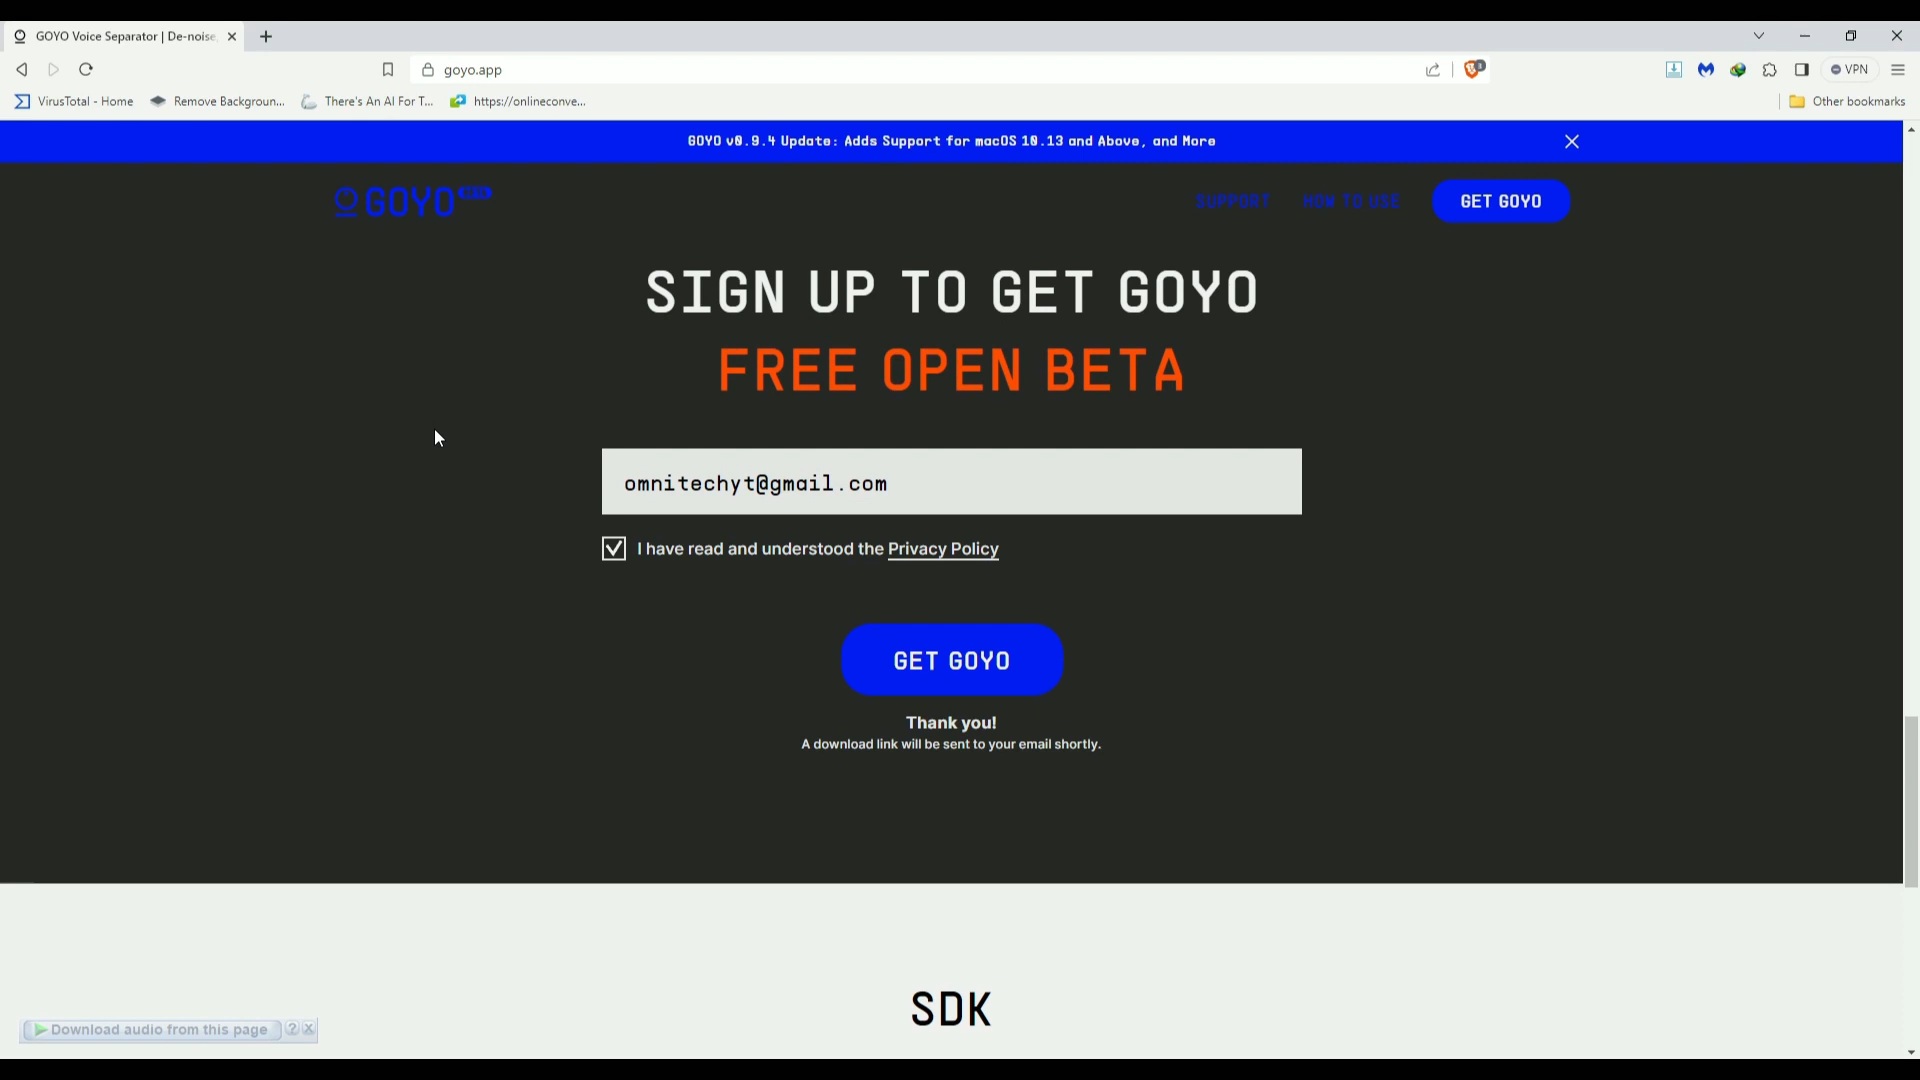 GOYO Voice Separator | De-noise
goyo.app
VPN
VirusTotal - Home
Remove Backgroun...
There's An AI For T...
https://onlineconve...
Other bookmarks
GOYO v0.9.4 Update: Adds Support for macOS 10.13 and Above, and More
GOYO
SUPPORT
HOW TO USE
GET GOYO
SIGN UP TO GET GOYO
FREE OPEN BETA
omnitechyt@gmail.com
I have read and understood the Privacy Policy
GET GOYO
Thank you!
A download link will be sent to your email shortly.
SDK
Download audio from this page